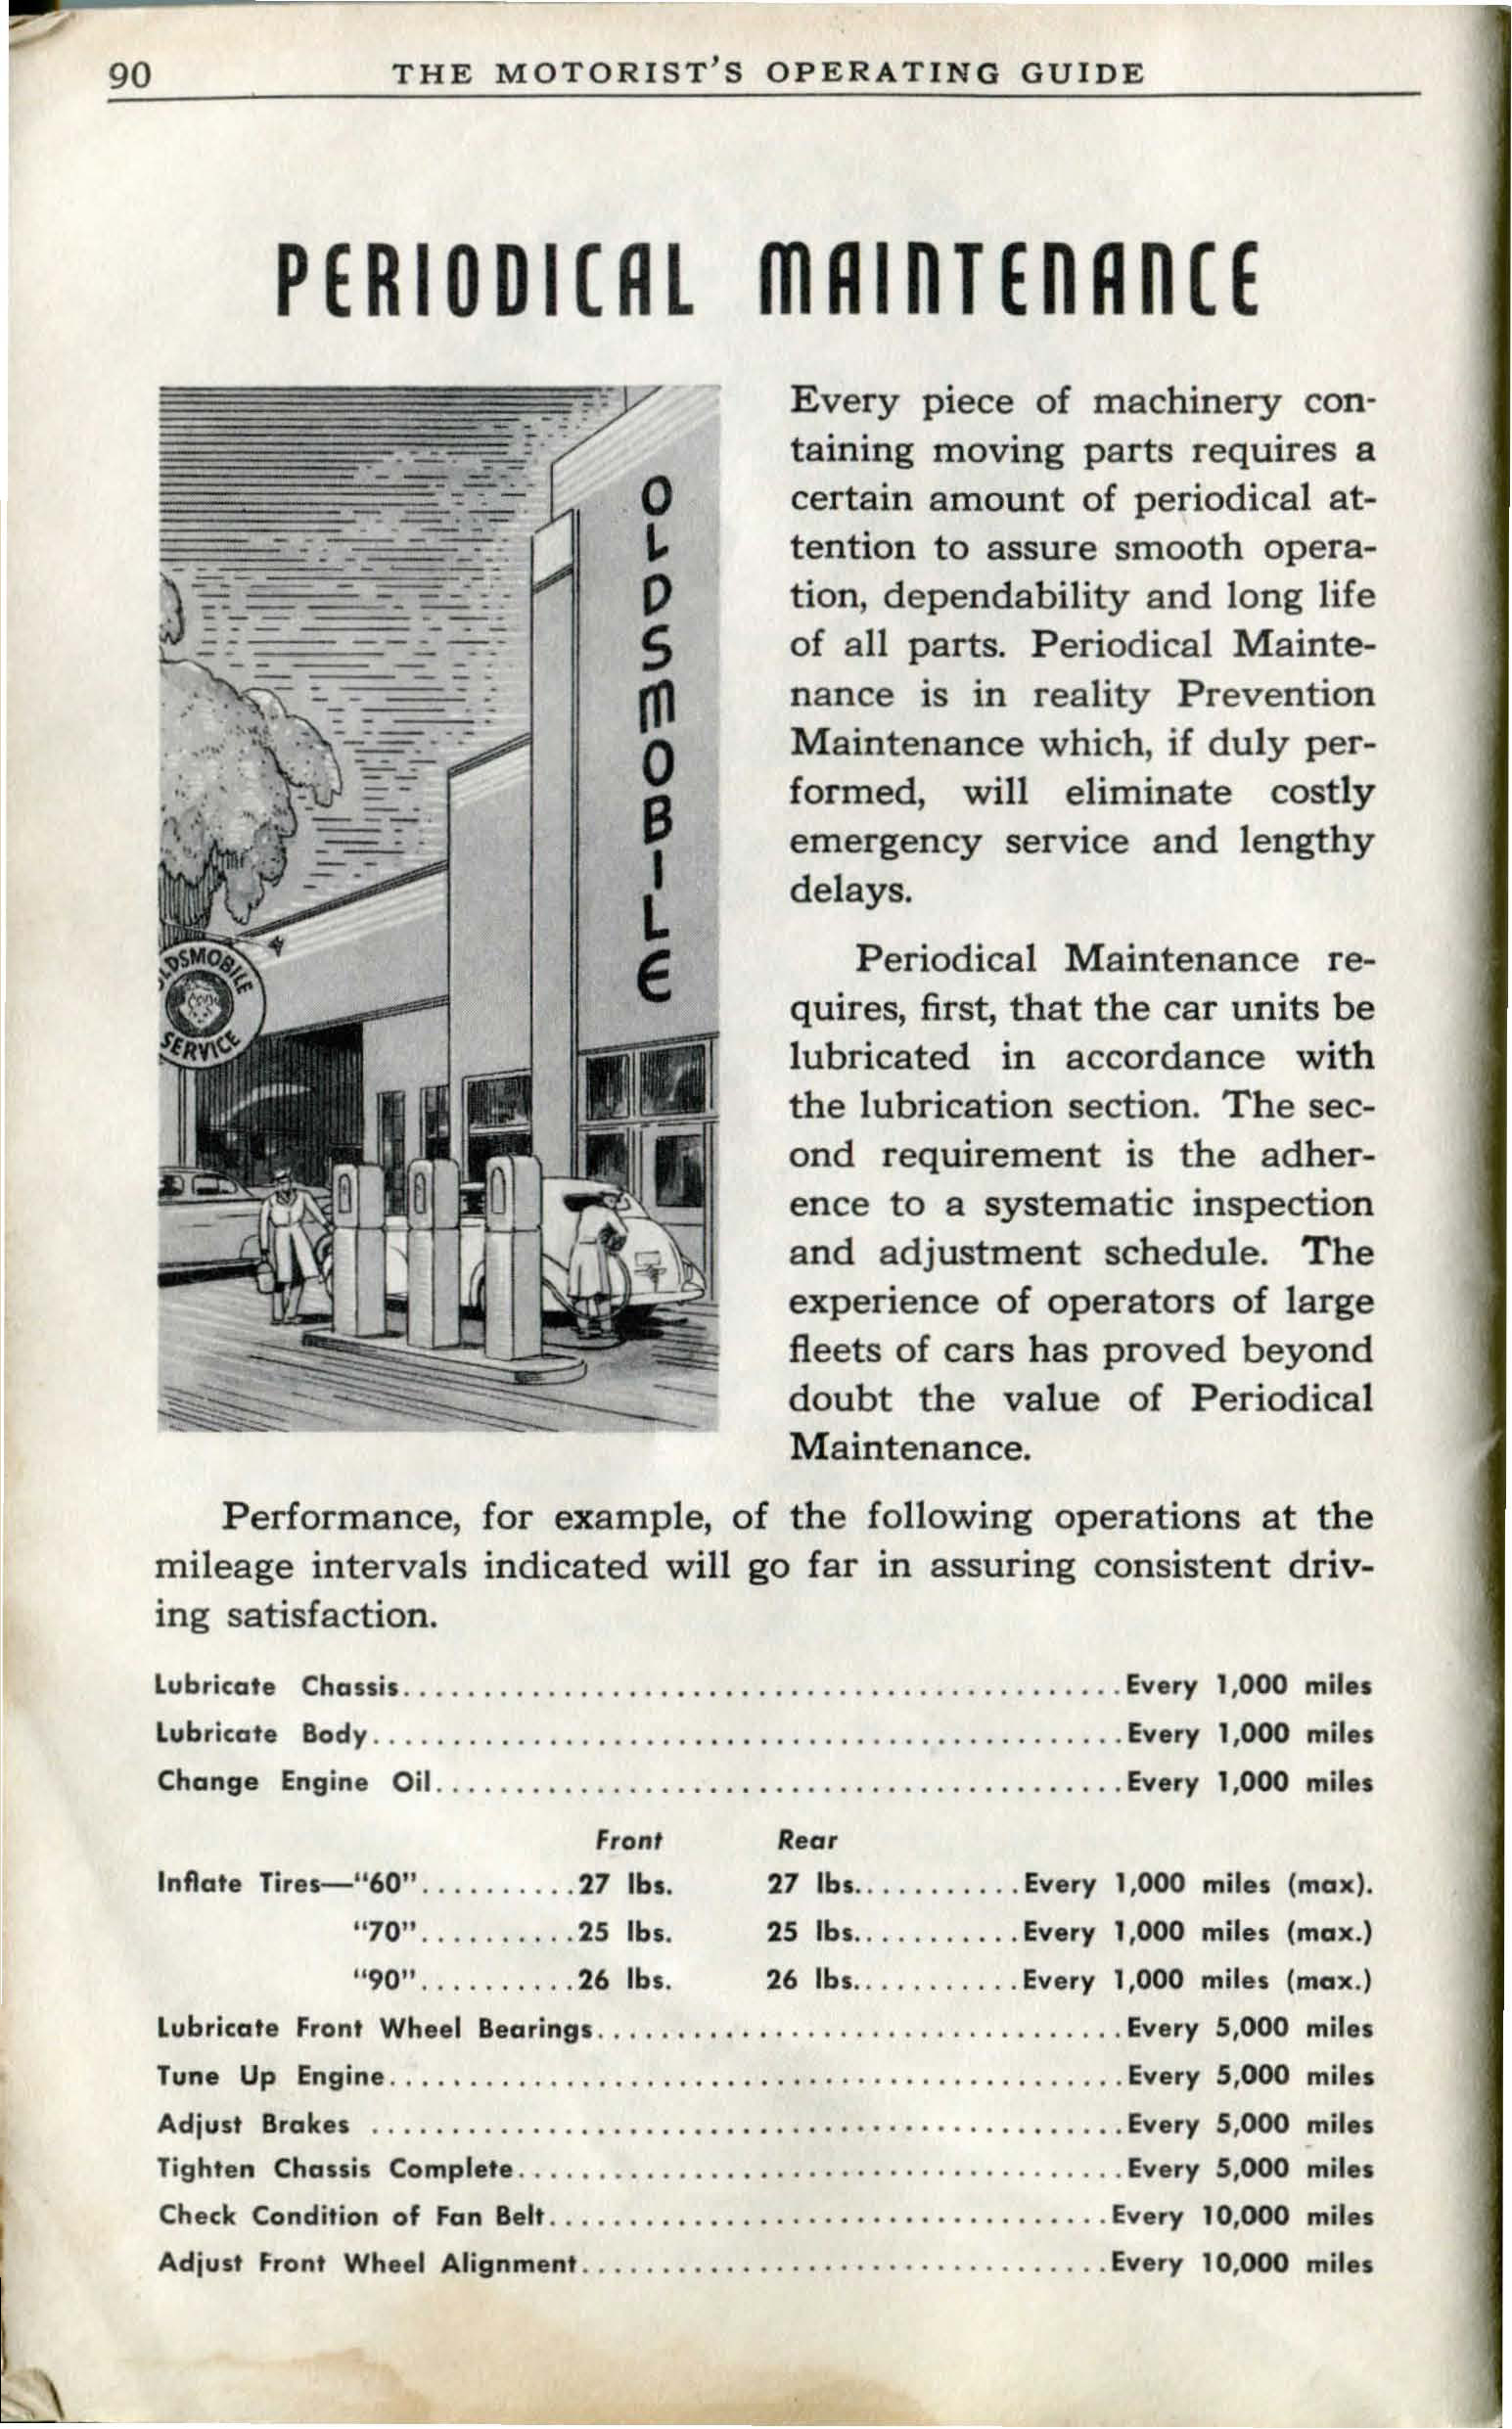 90
THE MOTORIST'S OPERATING GUIDE
PERIODICAL MAINTENANCE
OLDSMOBILE
OLDSMOBILE
SERVICE
Every piece of machinery con-
taining moving parts requires a
certain amount of periodical at-
tention to assure smooth opera-
tion, dependability and long life
of all parts. Periodical Mainte-
nance is in reality Prevention
Maintenance which, if duly per-
formed, will eliminate costly
emergency service and lengthy
delays.
Periodical Maintenance re-
quires, first, that the car units be
lubricated in accordance with
the lubrication section. The sec-
ond requirement is the adher-
ence to a systematic inspection
and adjustment schedule. The
experience of operators of large
fleets of cars has proved beyond
doubt the value of Periodical
Maintenance.
Performance, for example, of the following operations at the
mileage intervals indicated will go far in assuring consistent driv-
ing satisfaction.
Lubricate Chassis............................................Every 1,000 miles
Lubricate Body..............................................Every 1,000 miles
Change Engine Oil..........................................Every 1,000 miles
Front Rear
Inflate Tires—"60"..........27 lbs. 27 lbs...........Every 1,000 miles (max).
"70"..........25 lbs. 25 lbs...........Every 1,000 miles (max.)
"90"..........26 lbs. 26 lbs...........Every 1,000 miles (max.)
Lubricate Front Wheel Bearings.................................Every 5,000 miles
Tune Up Engine..............................................Every 5,000 miles
Adjust Brakes ...............................................Every 5,000 miles
Tighten Chassis Complete......................................Every 5,000 miles
Check Condition of Fan Belt...................................Every 10,000 miles
Adjust Front Wheel Alignment.................................Every 10,000 miles